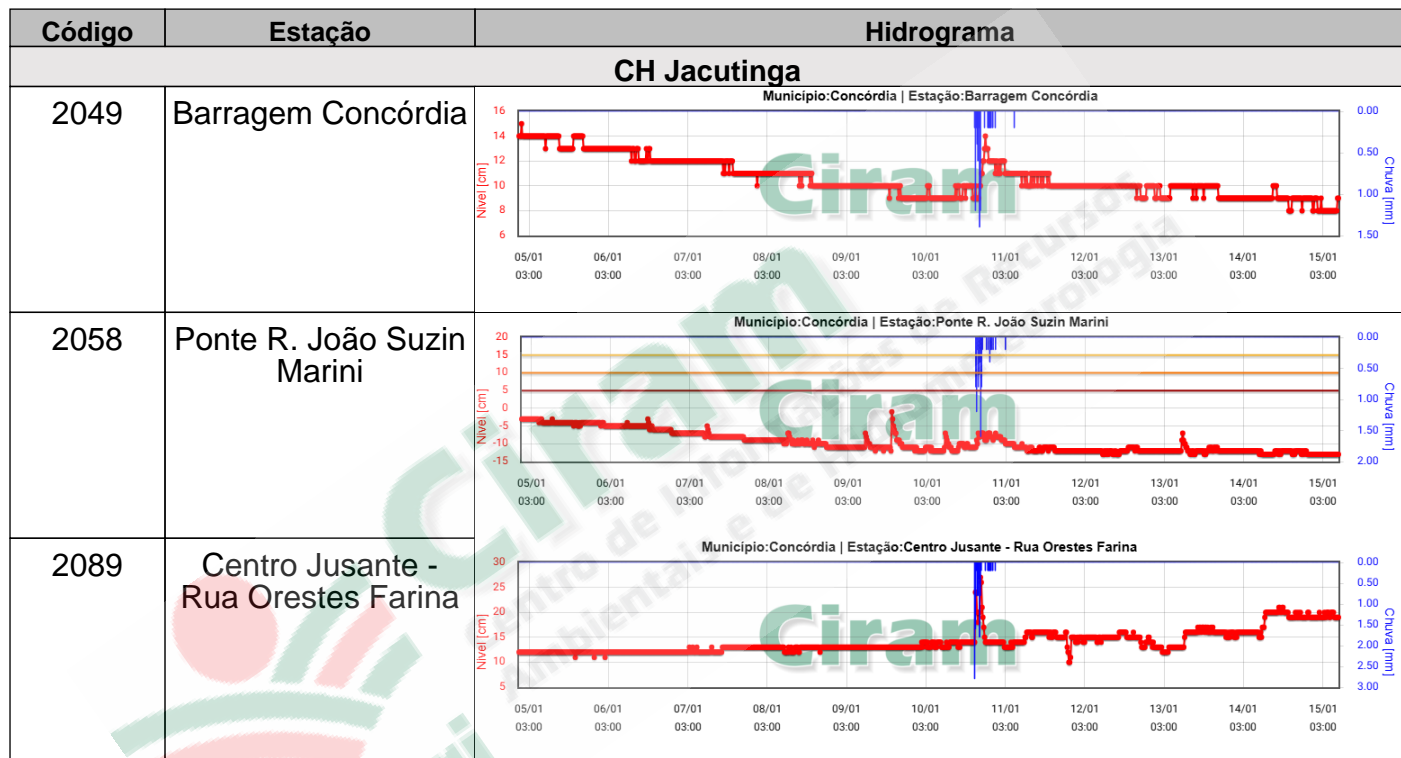 Código Estação Hidrograma
CH Jacutinga
2049 Barragem Concórdia
Município:Concórdia | Estação:Barragem Concórdia
16
14
12
10
8
6
Nível [cm]
0.00
0.50
1.00
1.50
Chuva [mm]
05/01 06/01 07/01 08/01 09/01 10/01 11/01 12/01 13/01 14/01 15/01
03:00 03:00 03:00 03:00 03:00 03:00 03:00 03:00 03:00 03:00 03:00
Ciram
2058 Ponte R. João Suzin
Marini
Município:Concórdia | Estação:Ponte R. João Suzin Marini
20
15
10
5
0
-5
-10
-15
Nível [cm]
0.00
0.50
1.00
1.50
2.00
Chuva [mm]
05/01 06/01 07/01 08/01 09/01 10/01 11/01 12/01 13/01 14/01 15/01
03:00 03:00 03:00 03:00 03:00 03:00 03:00 03:00 03:00 03:00 03:00
Ciram
2089 Centro Jusante -
Rua Orestes Farina
Município:Concórdia | Estação:Centro Jusante - Rua Orestes Farina
30
25
20
15
10
5
Nível [cm]
0.00
0.50
1.00
1.50
2.00
2.50
3.00
Chuva [mm]
05/01 06/01 07/01 08/01 09/01 10/01 11/01 12/01 13/01 14/01 15/01
03:00 03:00 03:00 03:00 03:00 03:00 03:00 03:00 03:00 03:00 03:00
Ciram
Ciram
Centro de Informações de Recursos
Ambientais e de Hidrometeorologia